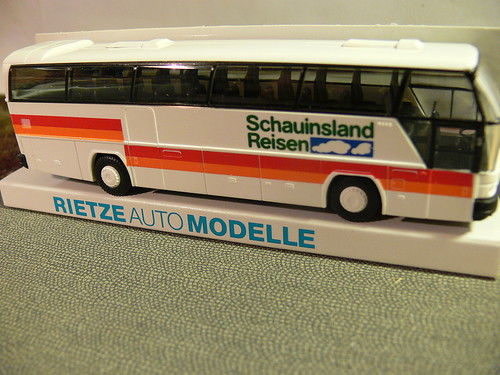 Schauinsland
Reisen
RIETZE AUTO MODELLE